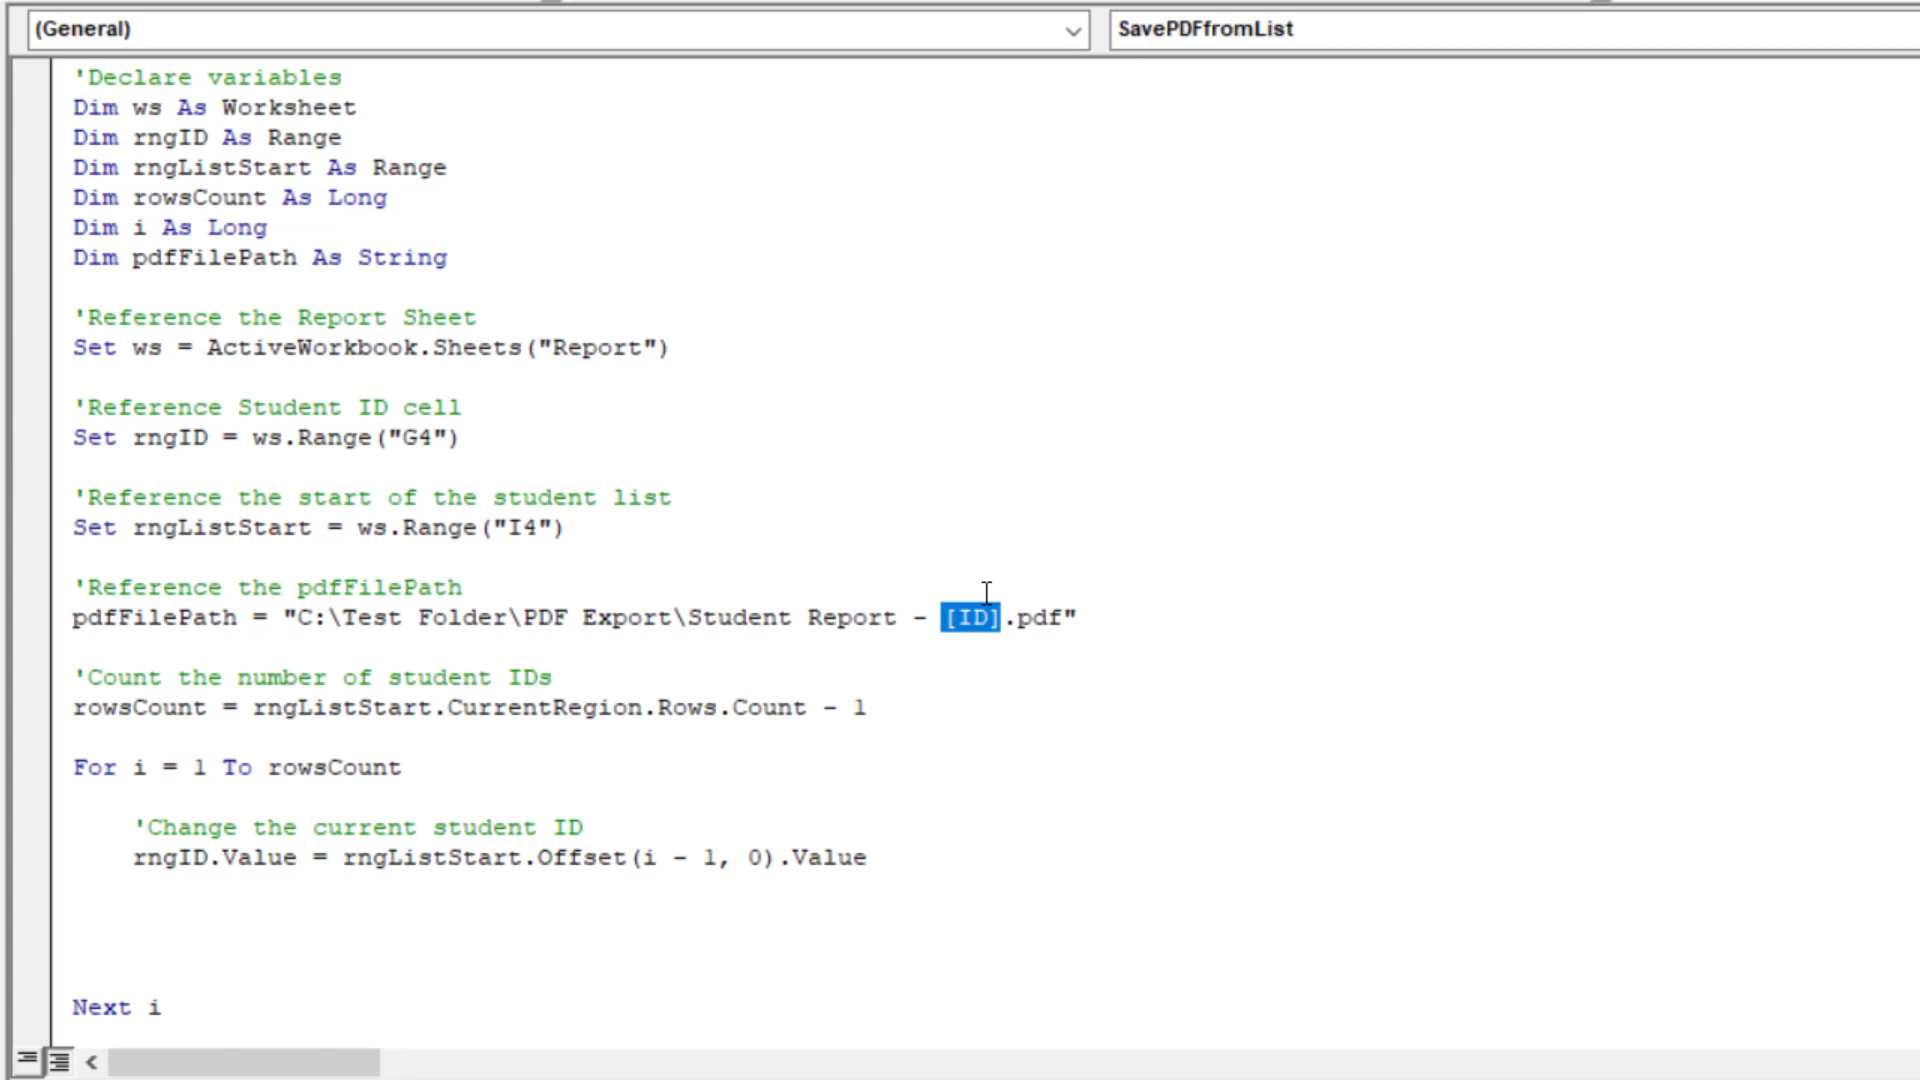 (General)
SavePDFfromList
'Declare variables
Dim ws As Worksheet
Dim rngID As Range
Dim rngListStart As Range
Dim rowsCount As Long
Dim i As Long
Dim pdfFilePath As String
'Reference the Report Sheet
Set ws = ActiveWorkbook.Sheets("Report")
'Reference Student ID cell
Set rngID = ws.Range("G4")
'Reference the start of the student list
Set rngListStart = ws.Range("I4")
'Reference the pdfFilePath
pdfFilePath = "C:\Test Folder\PDF Export\Student Report - [ID].pdf"
'Count the number of student IDs
rowsCount = rngListStart.CurrentRegion.Rows.Count - 1
For i = 1 To rowsCount
'Change the current student ID
rngID.Value = rngListStart.Offset(i - 1, 0).Value
Next i